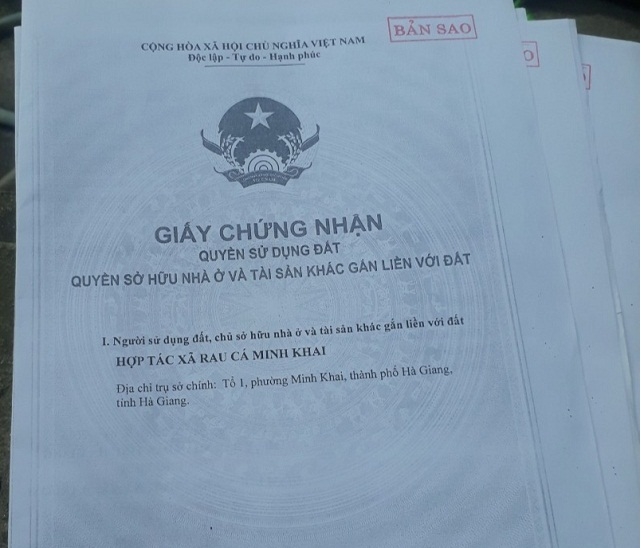 BẢN SAO
CỘNG HÒA XÃ HỘI CHỦ NGHĨA VIỆT NAM
Độc lập - Tự do - Hạnh phúc
GIẤY CHỨNG NHẬN
QUYỀN SỬ DỤNG ĐẤT
QUYỀN SỞ HỮU NHÀ Ở VÀ TÀI SẢN KHÁC GẮN LIỀN VỚI ĐẤT
I. Người sử dụng đất, chủ sở hữu nhà ở và tài sản khác gắn liền với đất
HỢP TÁC XÃ RAU CÁ MINH KHAI
Địa chỉ trụ sở chính: Tổ 1, phường Minh Khai, thành phố Hà Giang,
tỉnh Hà Giang.
O